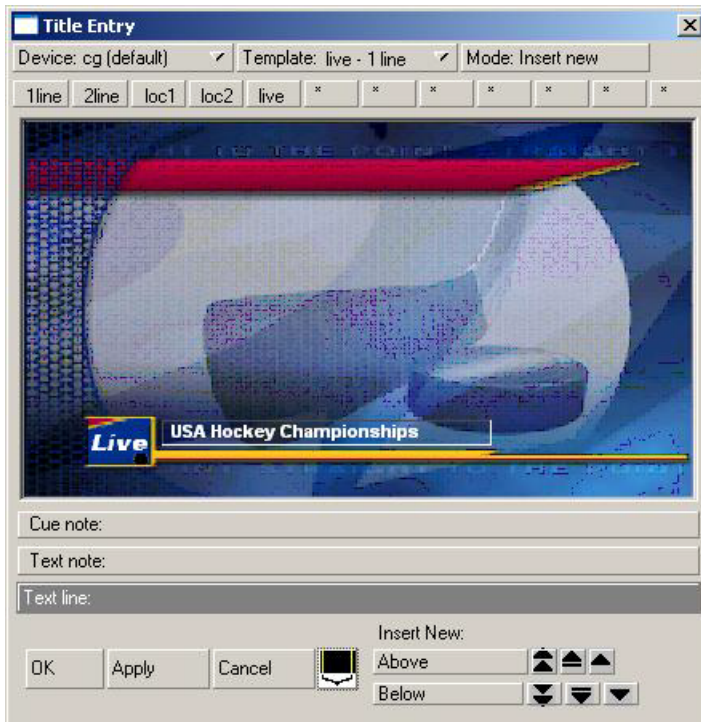 Title Entry
Device: cg (default) Template: live - 1 line Mode: Insert new
1line 2line loc1 loc2 live * * * * * * *
Live USA Hockey Championships
Cue note:
Text note:
Text line:
Insert New:
OK Apply Cancel Above
Below